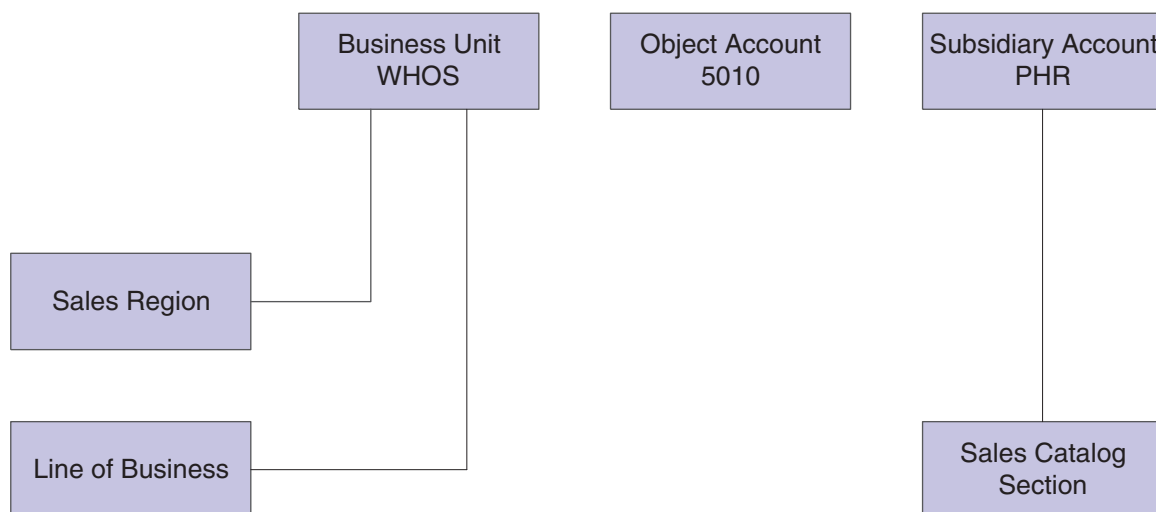 Business Unit
WHOS
Object Account
5010
Subsidiary Account
PHR
Sales Region
Line of Business
Sales Catalog
Section